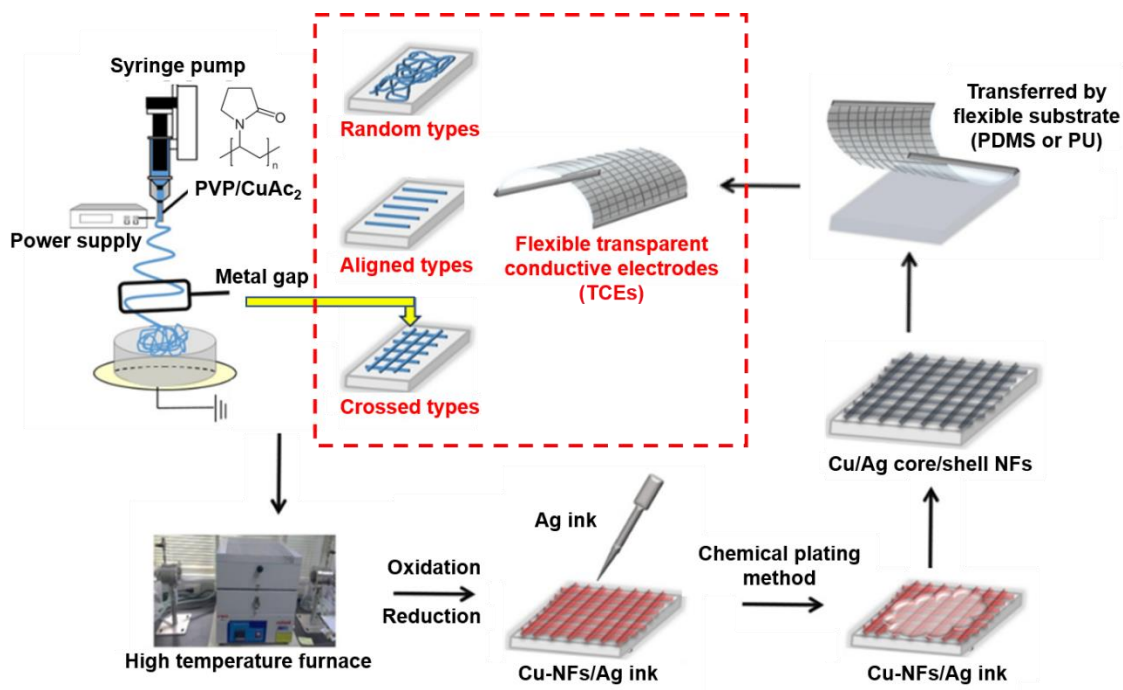 Syringe pump
O
N
n
PVP/CuAc₂
Power supply
Metal gap
Random types
Aligned types
Crossed types
Flexible transparent
conductive electrodes
(TCEs)
Transferred by
flexible substrate
(PDMS or PU)
Cu/Ag core/shell NFs
High temperature furnace
Oxidation
Reduction
Ag ink
Cu-NFs/Ag ink
Chemical plating
method
Cu-NFs/Ag ink